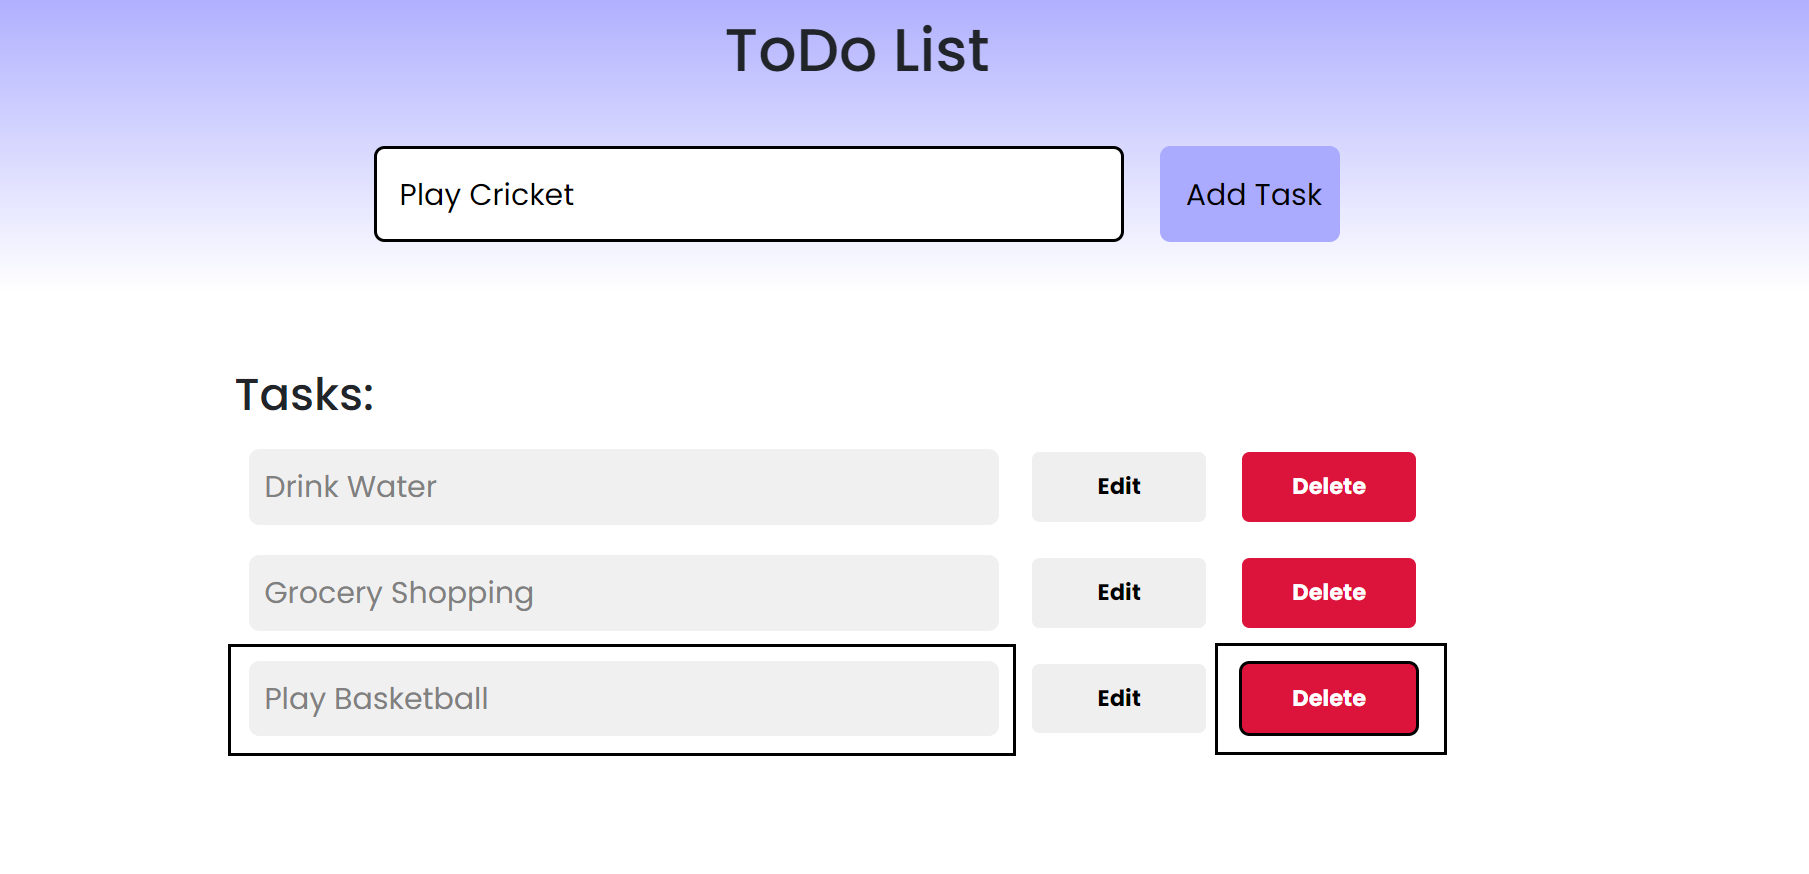 ToDo List
Play Cricket Add Task
Tasks:
Drink Water Edit Delete
Grocery Shopping Edit Delete
Play Basketball Edit Delete